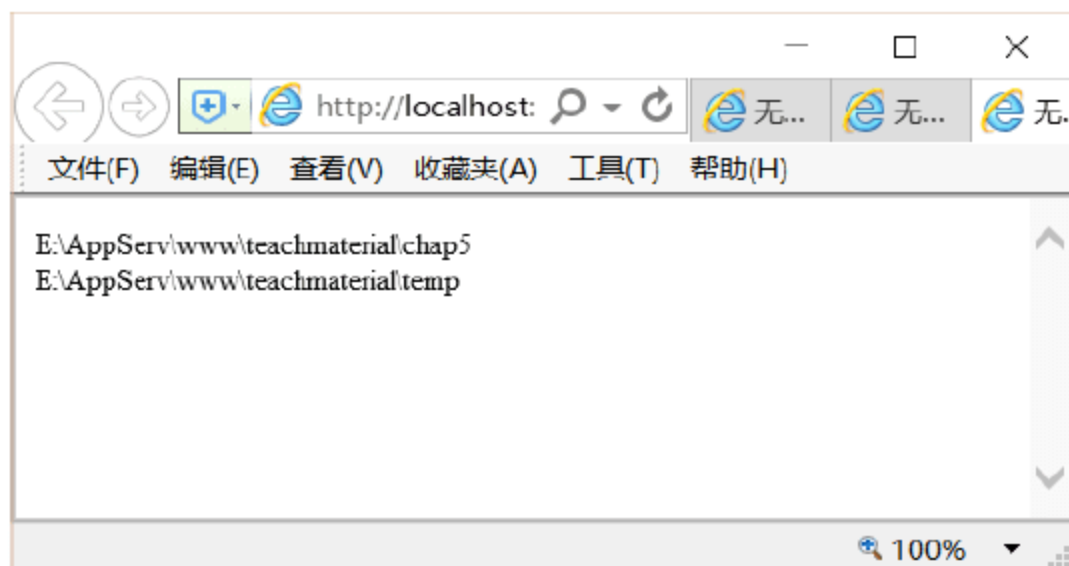 http://localhost:
无...
无...
无.
文件(F) 编辑(E) 查看(V) 收藏夹(A) 工具(T) 帮助(H)
E:\AppServ\www\teachmaterial\chap5
E:\AppServ\www\teachmaterial\temp
100%